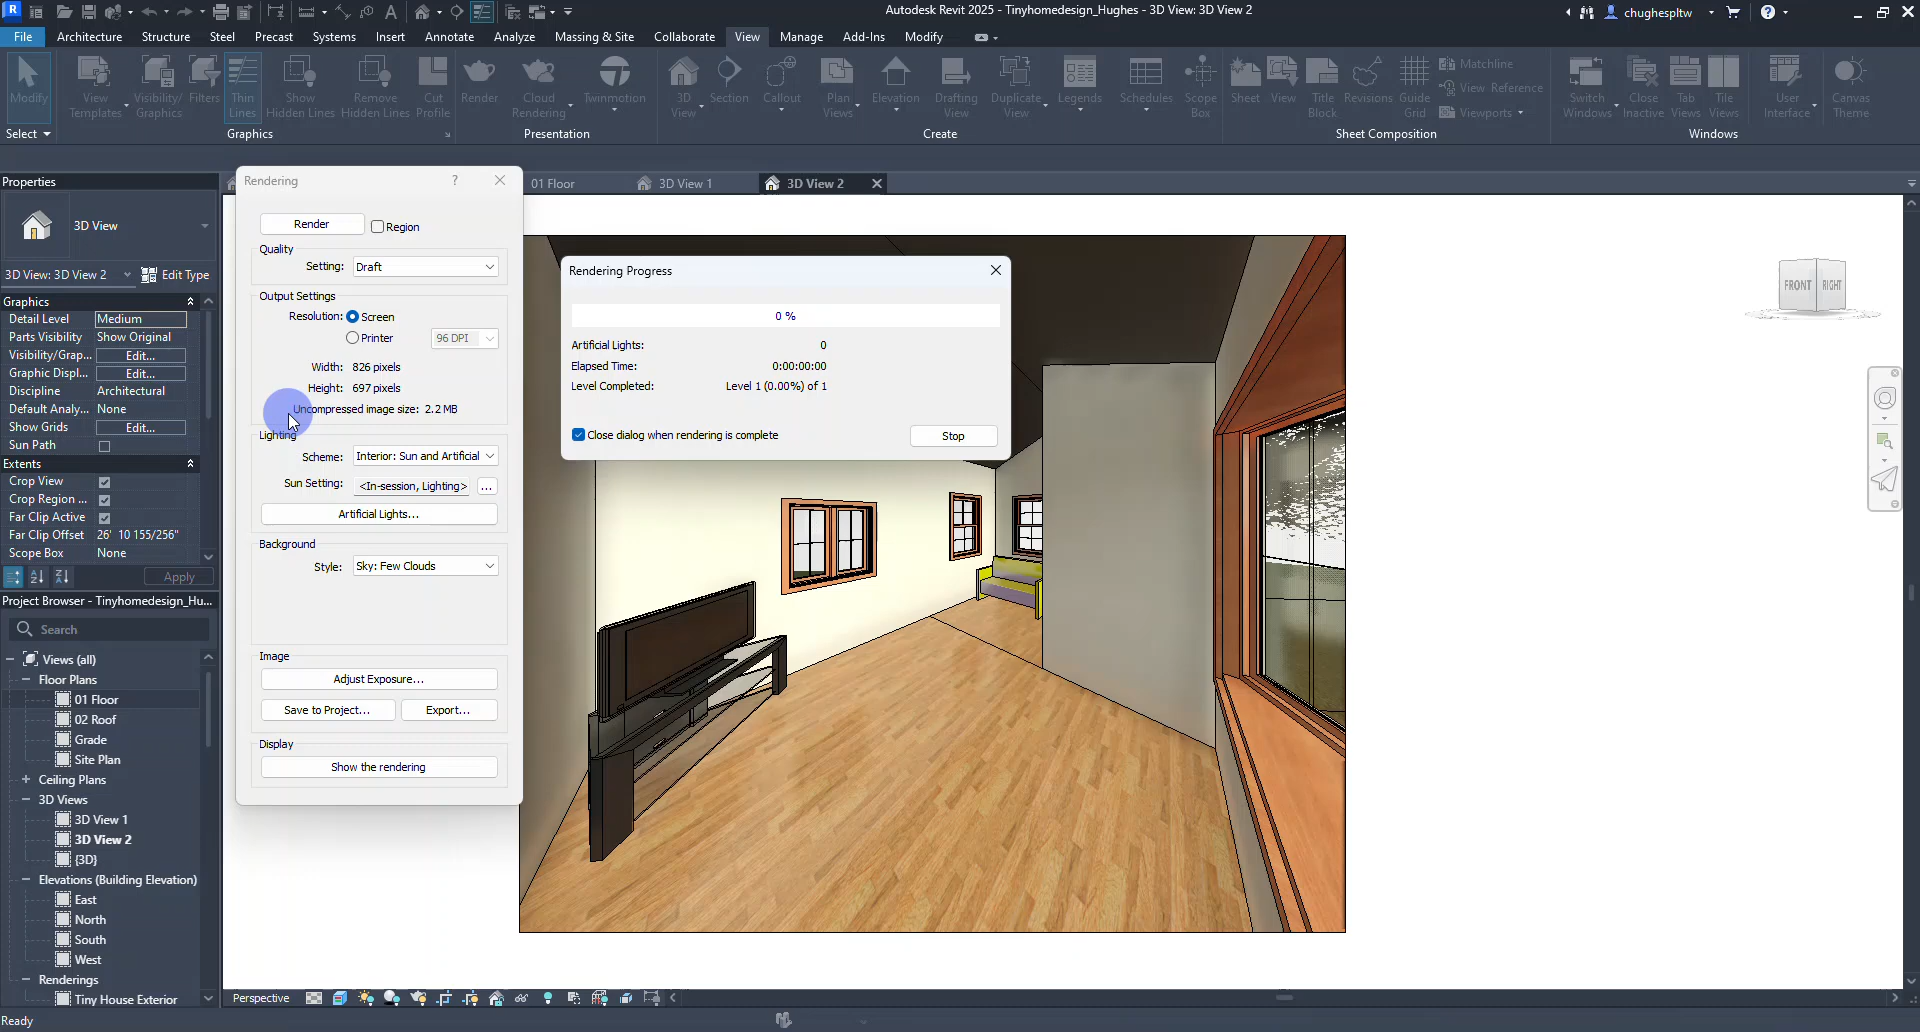 Autodesk Revit 2025 - Tinyhomedesign_Hughes - 3D View: 3D View 2
chughespltw
File Architecture Structure Steel Precast Systems Insert Annotate Analyze Massing & Site Collaborate View Manage Add-Ins Modify
Modify
View Templates
Visibility/ Graphics
Filters
Thin Lines
Show Hidden Lines
Remove Hidden Lines
Cut Profile
Render
Cloud Rendering
Twinmotion
3D View
Section
Callout
Plan Views
Elevation
Drafting View
Duplicate View
Legends
Schedules
Scope Box
Sheet
View
Title Block
Revisions
Guide Grid
Matchline
View Reference
Viewports
Switch Windows
Close Inactive
Tab Views
Tile Views
User Interface
Canvas Theme
Select Graphics Presentation Create Sheet Composition Windows
Properties
3D View
3D View: 3D View 2 Edit Type
Graphics
Detail Level Medium
Parts Visibility Show Original
Visibility/Grap... Edit...
Graphic Displ... Edit...
Discipline Architectural
Default Analy... None
Show Grids Edit...
Sun Path
Extents
Crop View
Crop Region ...
Far Clip Active
Far Clip Offset 26' 10 155/256"
Scope Box None
Apply
Project Browser - Tinyhomedesign_Hu...
Search
Views (all)
Floor Plans
01 Floor
02 Roof
Grade
Site Plan
Ceiling Plans
3D Views
3D View 1
3D View 2
{3D}
Elevations (Building Elevation)
East
North
South
West
Renderings
Tiny House Exterior
Ready
Rendering ?
Render Region
Quality
Setting: Draft
Output Settings
Resolution: Screen
Printer 96 DPI
Width: 826 pixels
Height: 697 pixels
Uncompressed image size: 2.2 MB
Lighting
Scheme: Interior: Sun and Artificial
Sun Setting: <In-session, Lighting> ...
Artificial Lights...
Background
Style: Sky: Few Clouds
Image
Adjust Exposure...
Save to Project... Export...
Display
Show the rendering
01 Floor 3D View 1 3D View 2
Rendering Progress
0 %
Artificial Lights: 0
Elapsed Time: 0:00:00:00
Level Completed: Level 1 (0.00%) of 1
Close dialog when rendering is complete Stop
FRONT RIGHT
Perspective